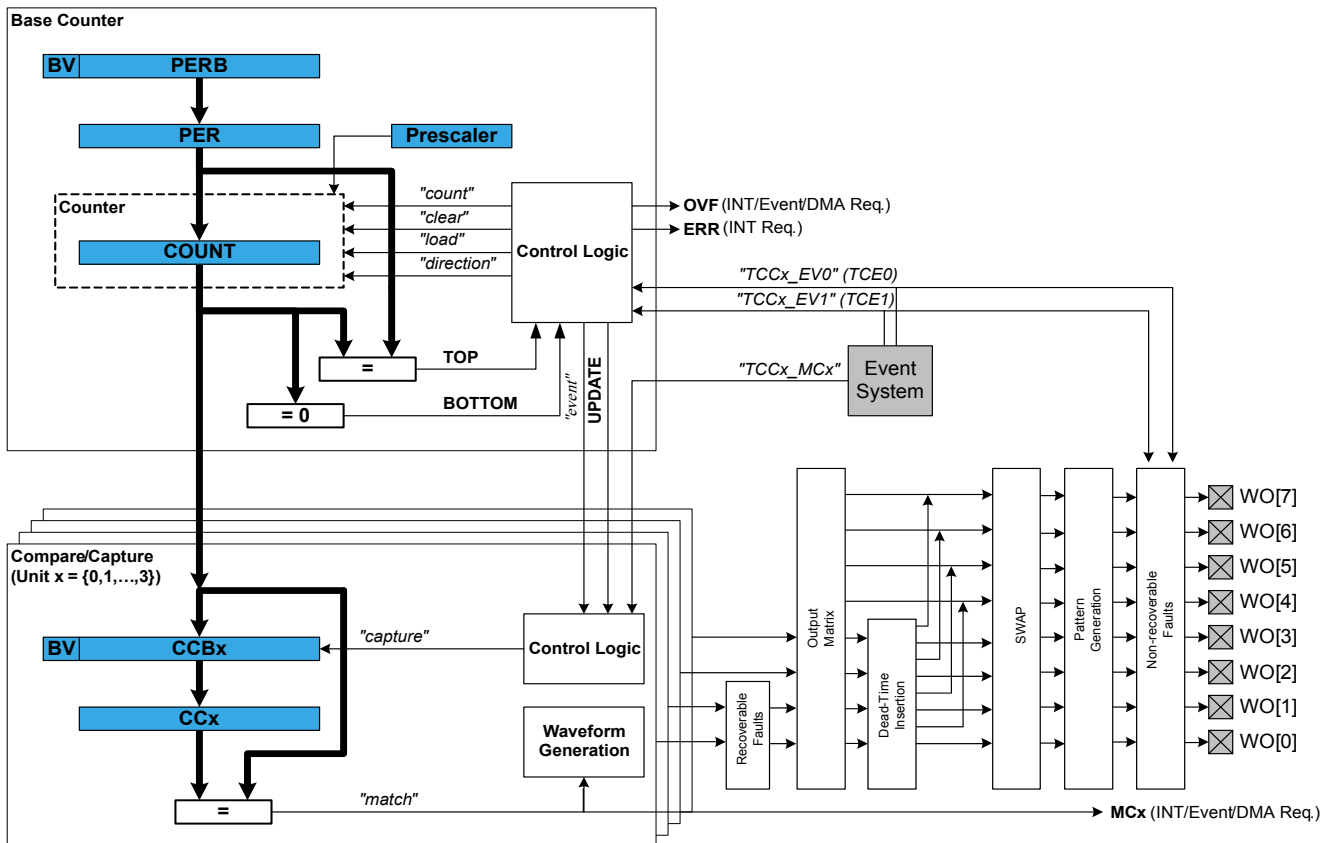 Base Counter
BV PERB
PER
Prescaler
Counter
COUNT
"count"
"clear"
"load"
"direction"
Control Logic
OVF (INT/Event/DMA Req.)
ERR (INT Req.)
"TCCx_EV0" (TCE0)
"TCCx_EV1" (TCE1)
"TCCx_MCx"
Event
System
=
TOP
= 0
BOTTOM
"event"
UPDATE
Compare/Capture
(Unit x = {0,1,...,3})
BV CCBx
CCx
"capture"
Control Logic
Waveform
Generation
=
"match"
Recoverable
Faults
Output
Matrix
Dead-Time
Insertion
SWAP
Pattern
Generation
Non-recoverable
Faults
WO[7]
WO[6]
WO[5]
WO[4]
WO[3]
WO[2]
WO[1]
WO[0]
MCx (INT/Event/DMA Req.)